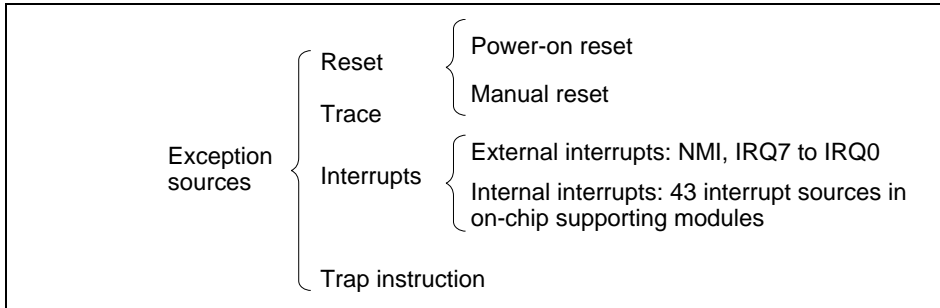 Exception
sources
Reset
Power-on reset
Manual reset
Trace
Interrupts
External interrupts: NMI, IRQ7 to IRQ0
Internal interrupts: 43 interrupt sources in
on-chip supporting modules
Trap instruction